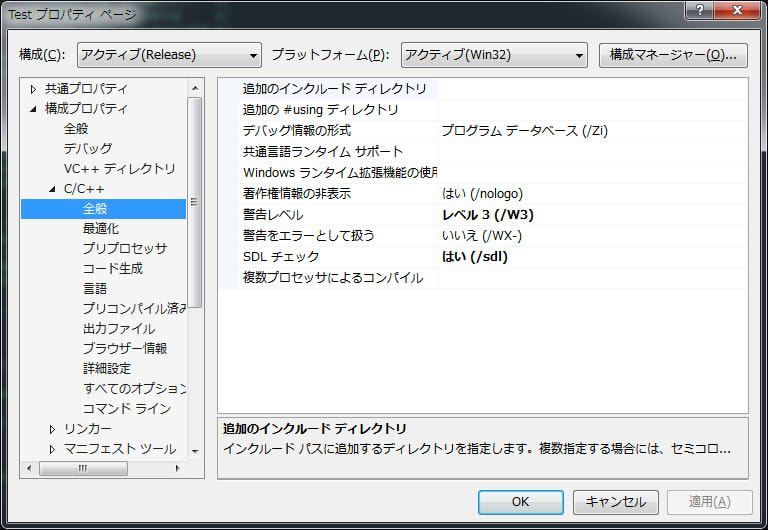 Test プロパティ ページ
構成(C): アクティブ(Release) プラットフォーム(P): アクティブ(Win32) 構成マネージャー(O)...
共通プロパティ
構成プロパティ
全般
デバッグ
VC++ ディレクトリ
C/C++
全般
最適化
プリプロセッサ
コード生成
言語
プリコンパイル済み
出力ファイル
ブラウザー情報
詳細設定
すべてのオプション
コマンド ライン
リンカー
マニフェスト ツール
追加のインクルード ディレクトリ
追加の #using ディレクトリ
デバッグ情報の形式 プログラム データベース (/Zi)
共通言語ランタイム サポート
Windows ランタイム拡張機能の使用
著作権情報の非表示 はい (/nologo)
警告レベル レベル 3 (/W3)
警告をエラーとして扱う いいえ (/WX-)
SDL チェック はい (/sdl)
複数プロセッサによるコンパイル
追加のインクルード ディレクトリ
インクルード パスに追加するディレクトリを指定します。複数指定する場合には、セミコロ...
OK キャンセル 適用(A)